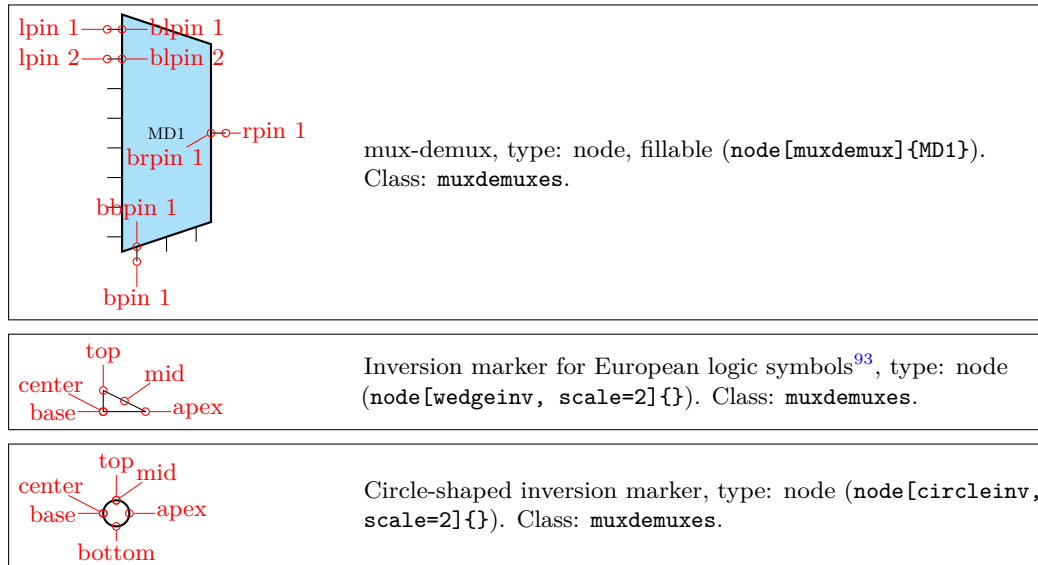 lpin 1 blpin 1
lpin 2 blpin 2
MD1 rpin 1
brpin 1
bbpin 1
bpin 1
mux-demux, type: node, fillable (node[muxdemux]{MD1}).
Class: muxdemuxes.
top
mid
center
base apex
Inversion marker for European logic symbols93, type: node
(node[wedgeinv, scale=2]{}). Class: muxdemuxes.
top
mid
center
base apex
bottom
Circle-shaped inversion marker, type: node (node[circleinv,
scale=2]{}). Class: muxdemuxes.